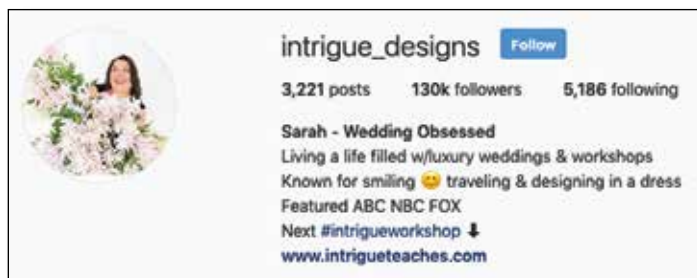 intrigue_designs Follow
3,221 posts 130k followers 5,186 following
Sarah - Wedding Obsessed
Living a life filled w/luxury weddings & workshops
Known for smiling 😊 traveling & designing in a dress
Featured ABC NBC FOX
Next #intrigueworkshop ⬇
www.intrigueteaches.com